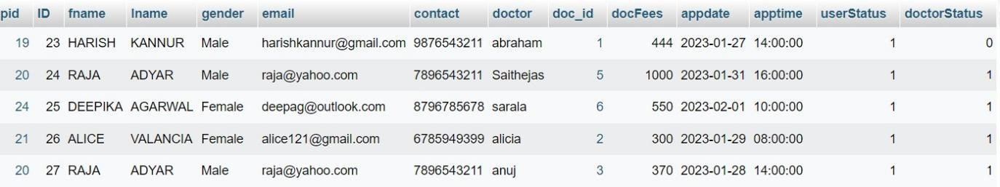 pid ID fname lname gender email contact doctor doc_id docFees appdate apptime userStatus doctorStatus
19 23 HARISH KANNUR Male harishkannur@gmail.com 9876543211 abraham 1 444 2023-01-27 14:00:00 1 0
20 24 RAJA ADYAR Male raja@yahoo.com 7896543211 Saithejas 5 1000 2023-01-31 16:00:00 1 1
24 25 DEEPIKA AGARWAL Female deepag@outlook.com 8796785678 sarala 6 550 2023-02-01 10:00:00 1 1
21 26 ALICE VALANCIA Female alice121@gmail.com 6785949399 alicia 2 300 2023-01-29 08:00:00 1 1
20 27 RAJA ADYAR Male raja@yahoo.com 7896543211 anuj 3 370 2023-01-28 14:00:00 1 1